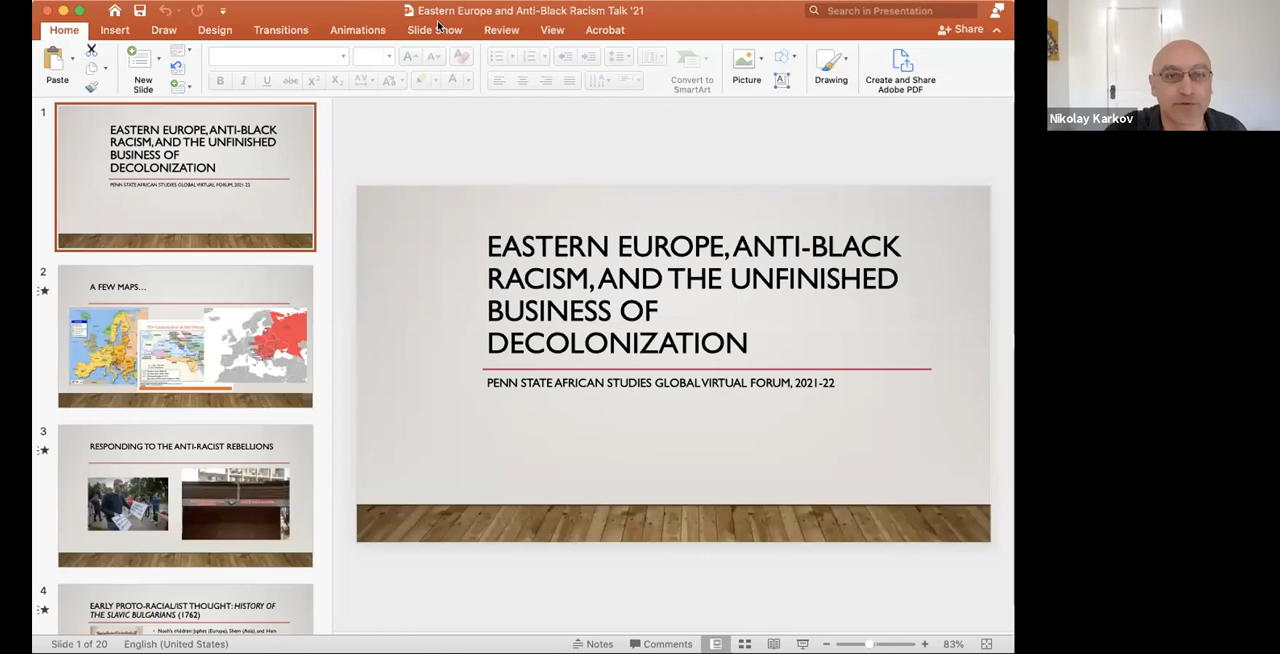 Eastern Europe and Anti-Black Racism Talk '21
Search in Presentation
Home Insert Draw Design Transitions Animations Slide Show Review View Acrobat Share
Paste
New
Slide
Convert to
SmartArt
Picture
Drawing
Create and Share
Adobe PDF
1
EASTERN EUROPE, ANTI-BLACK
RACISM, AND THE UNFINISHED
BUSINESS OF
DECOLONIZATION
PENN STATE AFRICAN STUDIES GLOBAL VIRTUAL FORUM, 2021-22
2
A FEW MAPS...
3
RESPONDING TO THE ANTI-RACIST REBELLIONS
4
EARLY PROTO-RACIAL/IST THOUGHT: HISTORY OF
THE SLAVIC BULGARIANS (1762)
Noah's children: Japhet (Europe), Shem (Asia), and Ham
EASTERN EUROPE, ANTI-BLACK
RACISM, AND THE UNFINISHED
BUSINESS OF
DECOLONIZATION
PENN STATE AFRICAN STUDIES GLOBAL VIRTUAL FORUM, 2021-22
Nikolay Karkov
Slide 1 of 20 English (United States) Notes Comments 83%